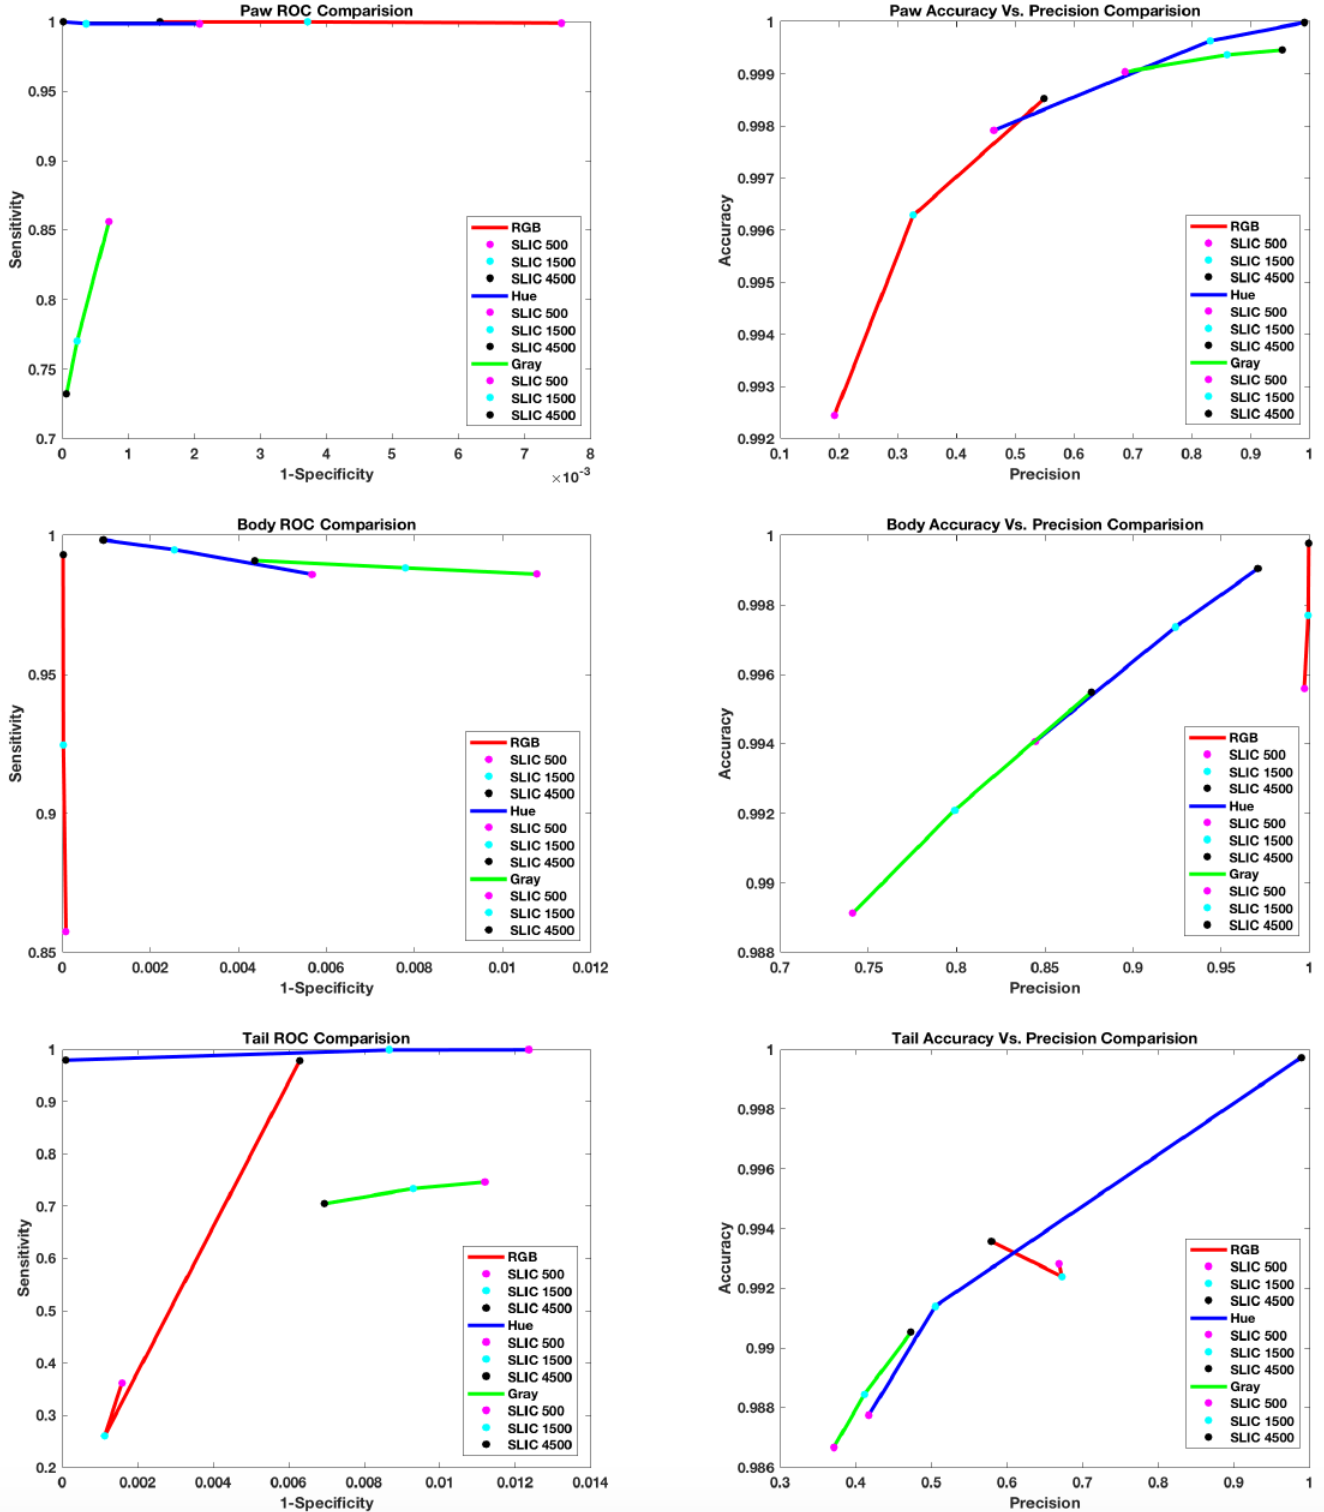 Paw ROC Comparision
1
0.95
0.9
0.85
0.8
0.75
0.7
Sensitivity
RGB
SLIC 500
SLIC 1500
SLIC 4500
Hue
SLIC 500
SLIC 1500
SLIC 4500
Gray
SLIC 500
SLIC 1500
SLIC 4500
0 1 2 3 4 5 6 7 8
1-Specificity
×10⁻³
Paw Accuracy Vs. Precision Comparision
1
0.999
0.998
0.997
0.996
0.995
0.994
0.993
0.992
Accuracy
RGB
SLIC 500
SLIC 1500
SLIC 4500
Hue
SLIC 500
SLIC 1500
SLIC 4500
Gray
SLIC 500
SLIC 1500
SLIC 4500
0.1 0.2 0.3 0.4 0.5 0.6 0.7 0.8 0.9 1
Precision
Body ROC Comparision
1
0.95
0.9
0.85
Sensitivity
RGB
SLIC 500
SLIC 1500
SLIC 4500
Hue
SLIC 500
SLIC 1500
SLIC 4500
Gray
SLIC 500
SLIC 1500
SLIC 4500
0 0.002 0.004 0.006 0.008 0.01 0.012
1-Specificity
Body Accuracy Vs. Precision Comparision
1
0.998
0.996
0.994
0.992
0.99
0.988
Accuracy
RGB
SLIC 500
SLIC 1500
SLIC 4500
Hue
SLIC 500
SLIC 1500
SLIC 4500
Gray
SLIC 500
SLIC 1500
SLIC 4500
0.7 0.75 0.8 0.85 0.9 0.95 1
Precision
Tail ROC Comparision
1
0.9
0.8
0.7
0.6
0.5
0.4
0.3
0.2
Sensitivity
RGB
SLIC 500
SLIC 1500
SLIC 4500
Hue
SLIC 500
SLIC 1500
SLIC 4500
Gray
SLIC 500
SLIC 1500
SLIC 4500
0 0.002 0.004 0.006 0.008 0.01 0.012 0.014
1-Specificity
Tail Accuracy Vs. Precision Comparision
1
0.998
0.996
0.994
0.992
0.99
0.988
0.986
Accuracy
RGB
SLIC 500
SLIC 1500
SLIC 4500
Hue
SLIC 500
SLIC 1500
SLIC 4500
Gray
SLIC 500
SLIC 1500
SLIC 4500
0.3 0.4 0.5 0.6 0.7 0.8 0.9 1
Precision